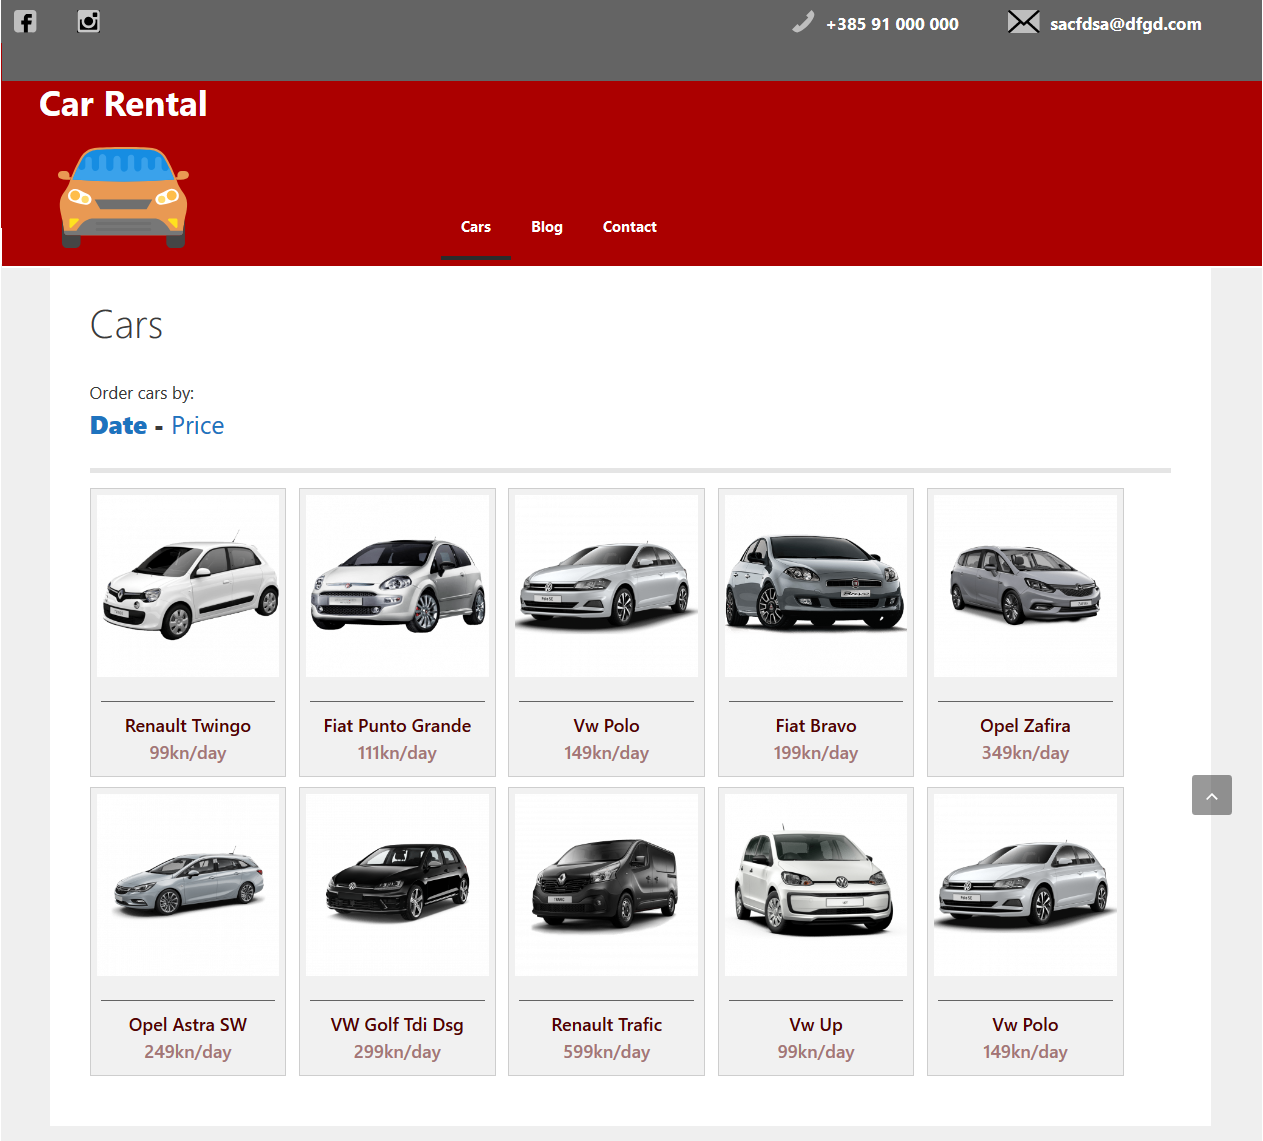 +385 91 000 000
sacfdsa@dfgd.com
Car Rental
Cars
Blog
Contact
Cars
Order cars by:
Date - Price
Renault Twingo
99kn/day
Fiat Punto Grande
111kn/day
Vw Polo
149kn/day
Fiat Bravo
199kn/day
Opel Zafira
349kn/day
Opel Astra SW
249kn/day
VW Golf Tdi Dsg
299kn/day
Renault Trafic
599kn/day
Vw Up
99kn/day
Vw Polo
149kn/day